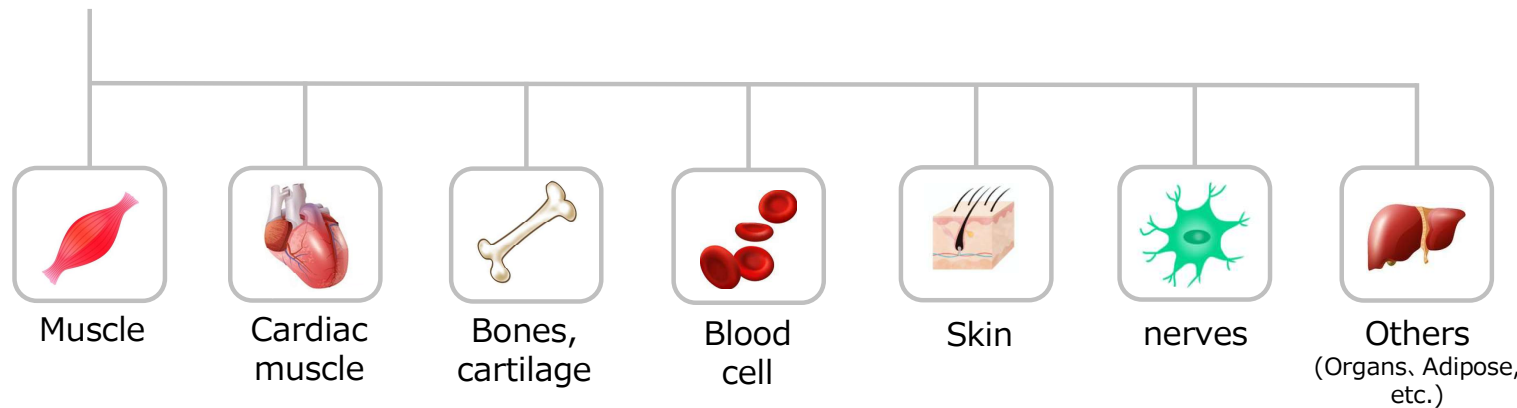 Muscle
Cardiac
muscle
Bones,
cartilage
Blood
cell
Skin
nerves
Others
(Organs、Adipose,
etc.)